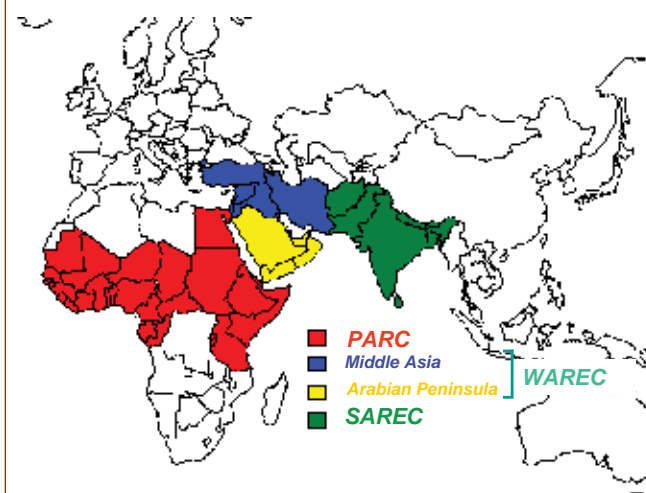 PARC
Middle Asia
Arabian Peninsula
WAREC
SAREC